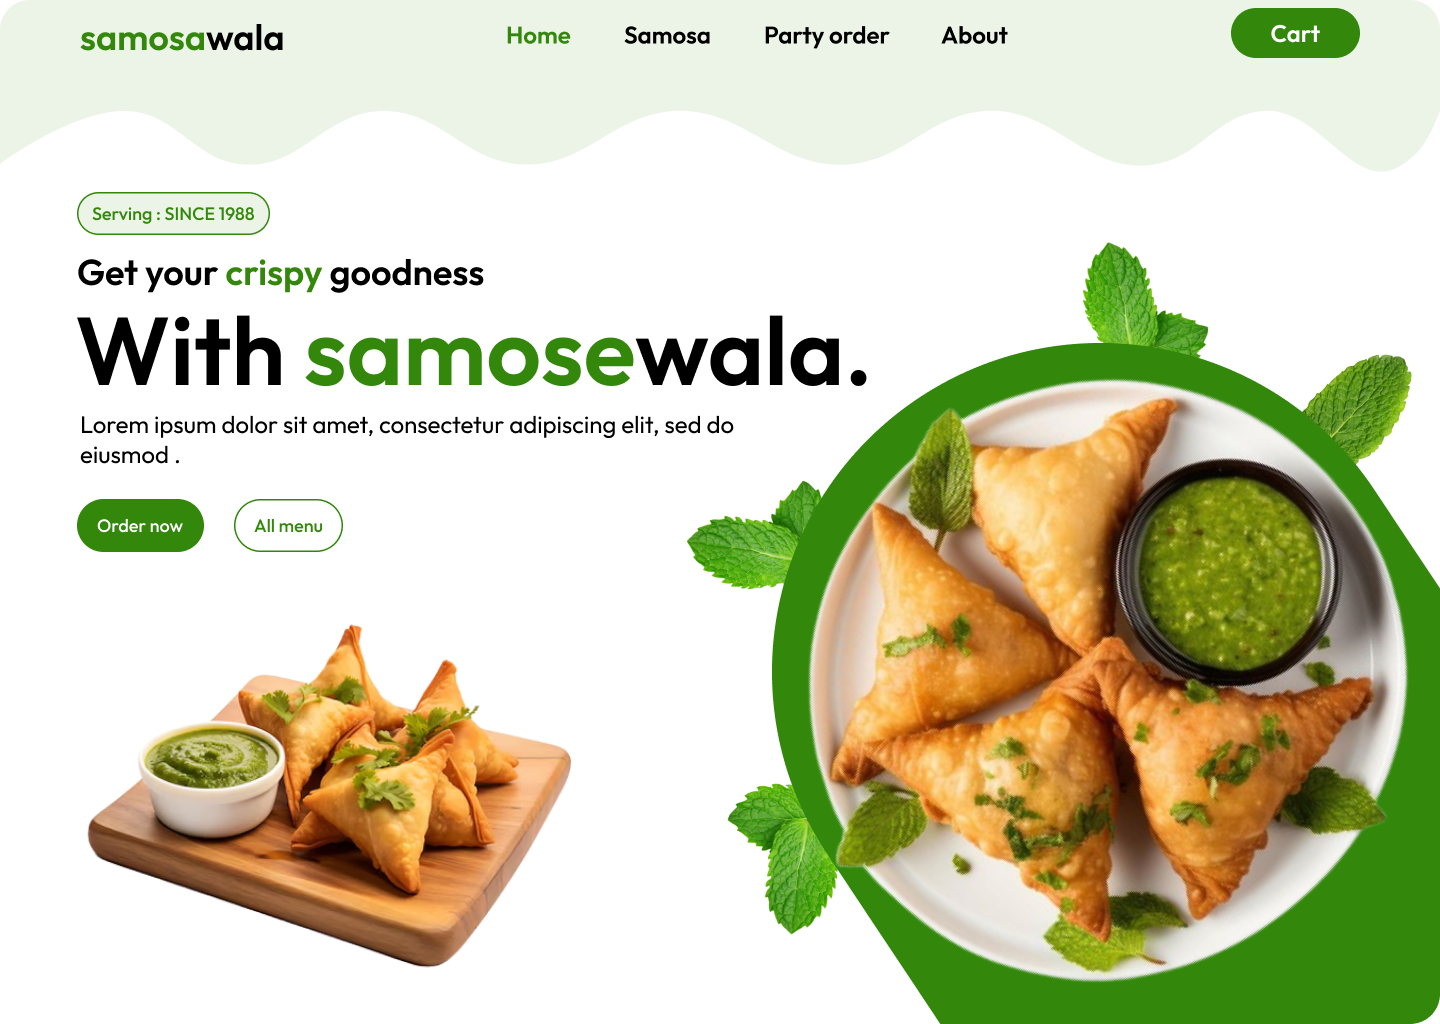 samosawala
Home Samosa Party order About
Cart
Serving : SINCE 1988
Get your crispy goodness
With samosewala.
Lorem ipsum dolor sit amet, consectetur adipiscing elit, sed do
eiusmod .
Order now All menu